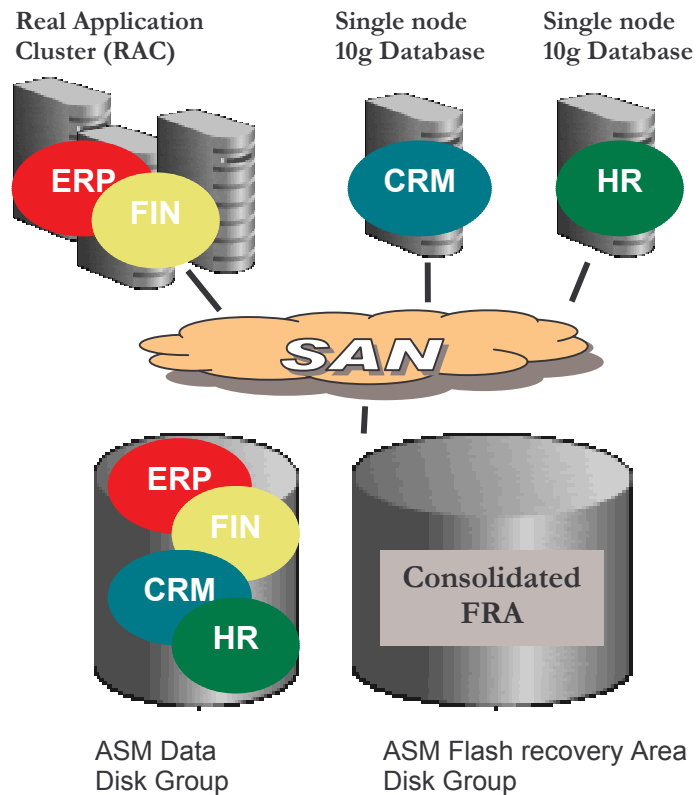 Real Application
Cluster (RAC)
Single node
10g Database
Single node
10g Database
ERP
FIN
CRM
HR
SAN
ERP
FIN
CRM
HR
Consolidated
FRA
ASM Data
Disk Group
ASM Flash recovery Area
Disk Group